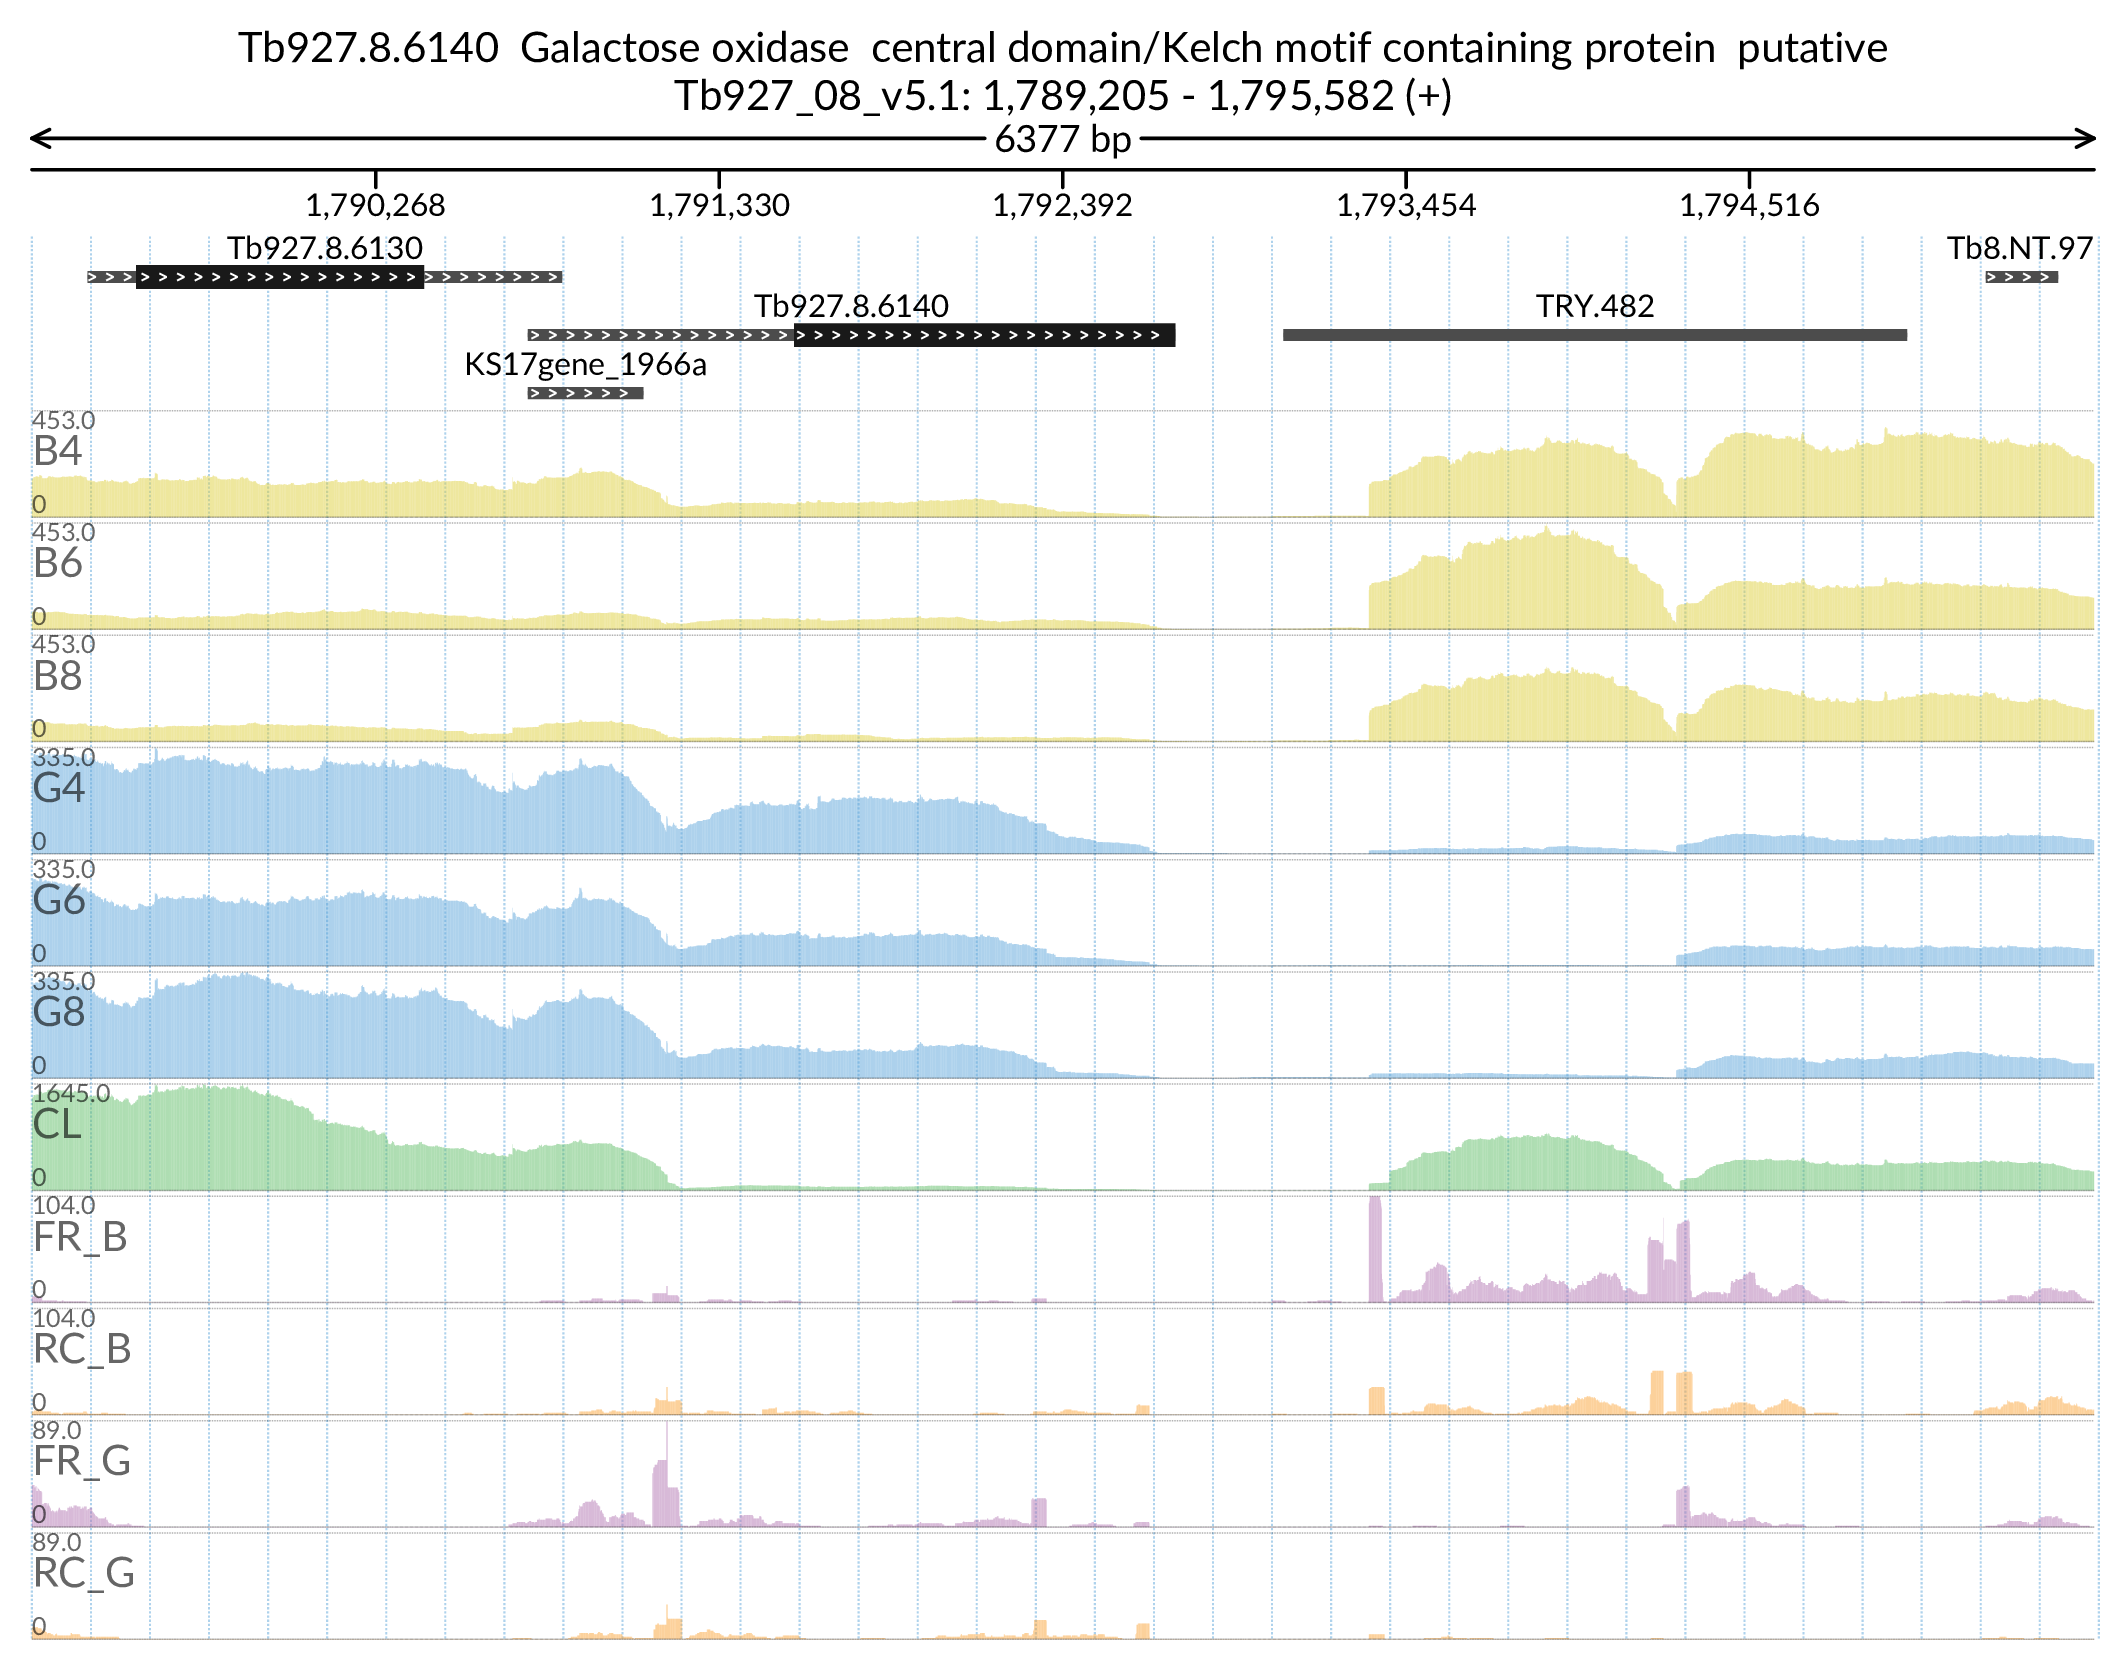 Tb927.8.6140  Galactose oxidase  central domain/Kelch motif containing protein  putative
Tb927_08_v5.1: 1,789,205 - 1,795,582 (+)
6377 bp
1,790,268 1,791,330 1,792,392 1,793,454 1,794,516
Tb927.8.6130 Tb8.NT.97
Tb927.8.6140 TRY.482
KS17gene_1966a
453.0
B4
0
453.0
B6
0
453.0
B8
0
335.0
G4
0
335.0
G6
0
335.0
G8
0
1645.0
CL
0
104.0
FR_B
0
104.0
RC_B
0
89.0
FR_G
0
89.0
RC_G
0